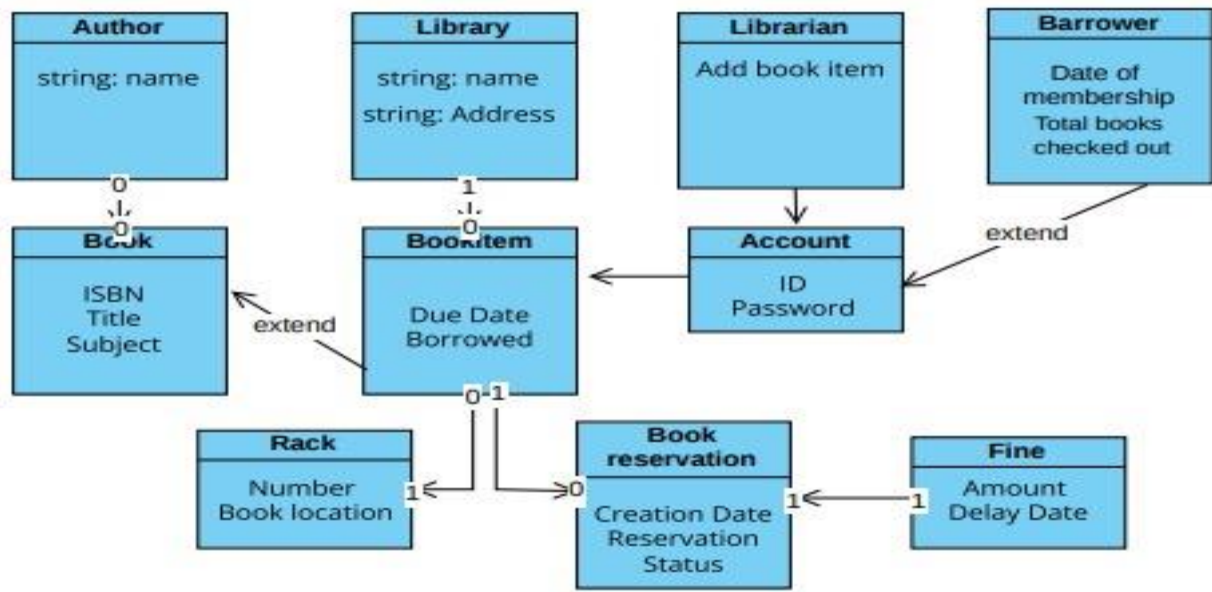 Author
string: name
Library
string: name
string: Address
Librarian
Add book item
Barrower
Date of
membership
Total books
checked out
0
0
1
0
extend
Book
ISBN
Title
Subject
extend
Bookitem
Due Date
Borrowed
Account
ID
Password
0
1
Rack
Number
Book location
1
0
Book
reservation
Creation Date
Reservation
Status
1
1
Fine
Amount
Delay Date